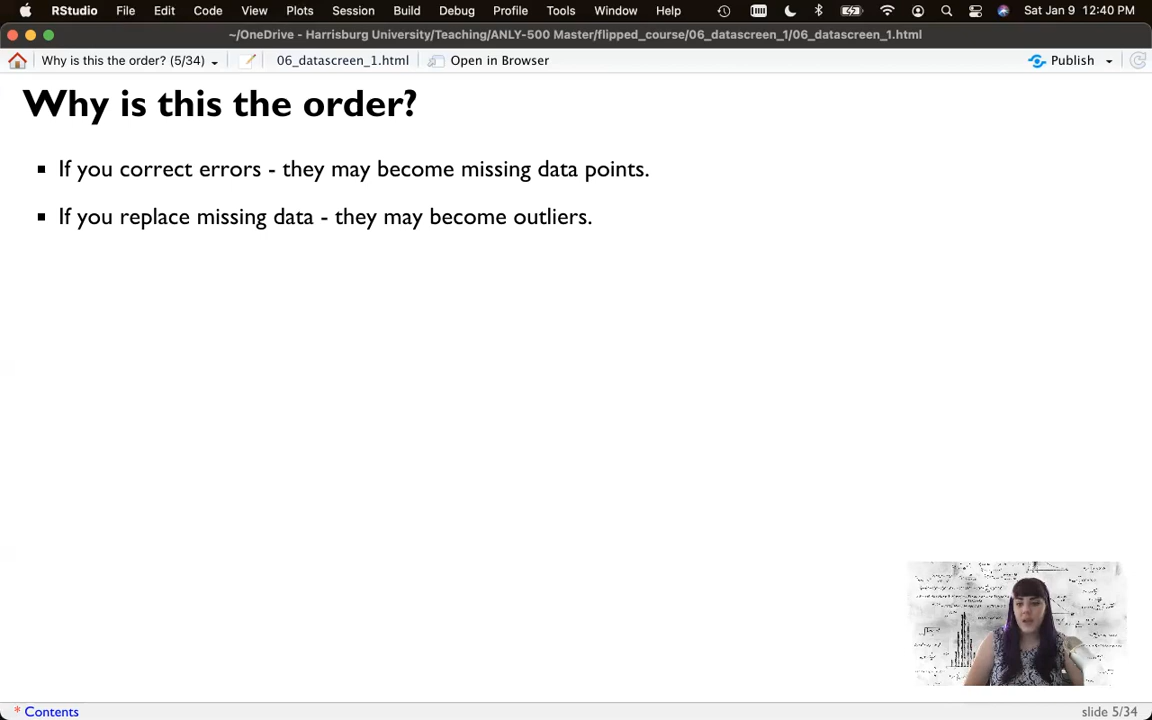 RStudio File Edit Code View Plots Session Build Debug Profile Tools Window Help Sat Jan 9 12:40 PM
~/OneDrive - Harrisburg University/Teaching/ANLY-500 Master/flipped_course/06_datascreen_1/06_datascreen_1.html
Why is this the order? (5/34) 06_datascreen_1.html Open in Browser Publish
Why is this the order?
If you correct errors - they may become missing data points.
If you replace missing data - they may become outliers.
* Contents slide 5/34